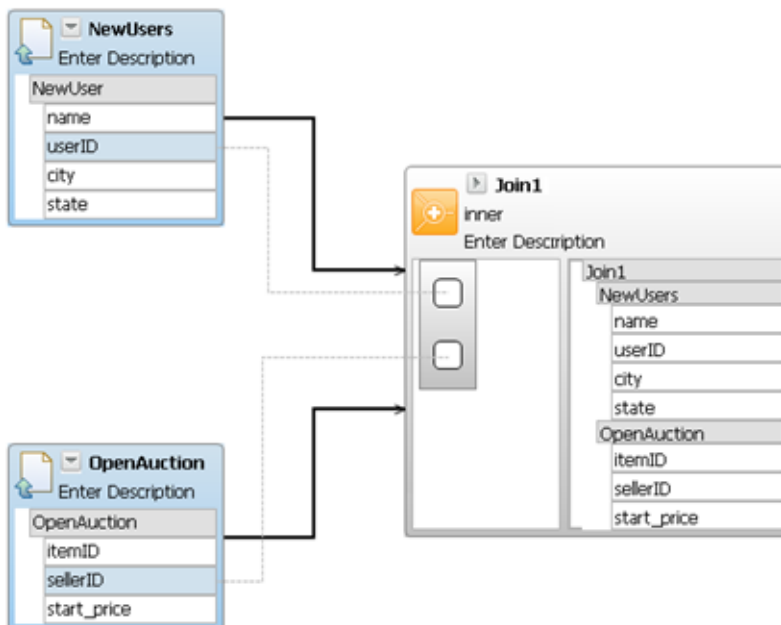 NewUsers
Enter Description
NewUser
name
userID
city
state
Join1
inner
Enter Description
Join1
NewUsers
name
userID
city
state
OpenAuction
itemID
sellerID
start_price
OpenAuction
Enter Description
OpenAuction
itemID
sellerID
start_price